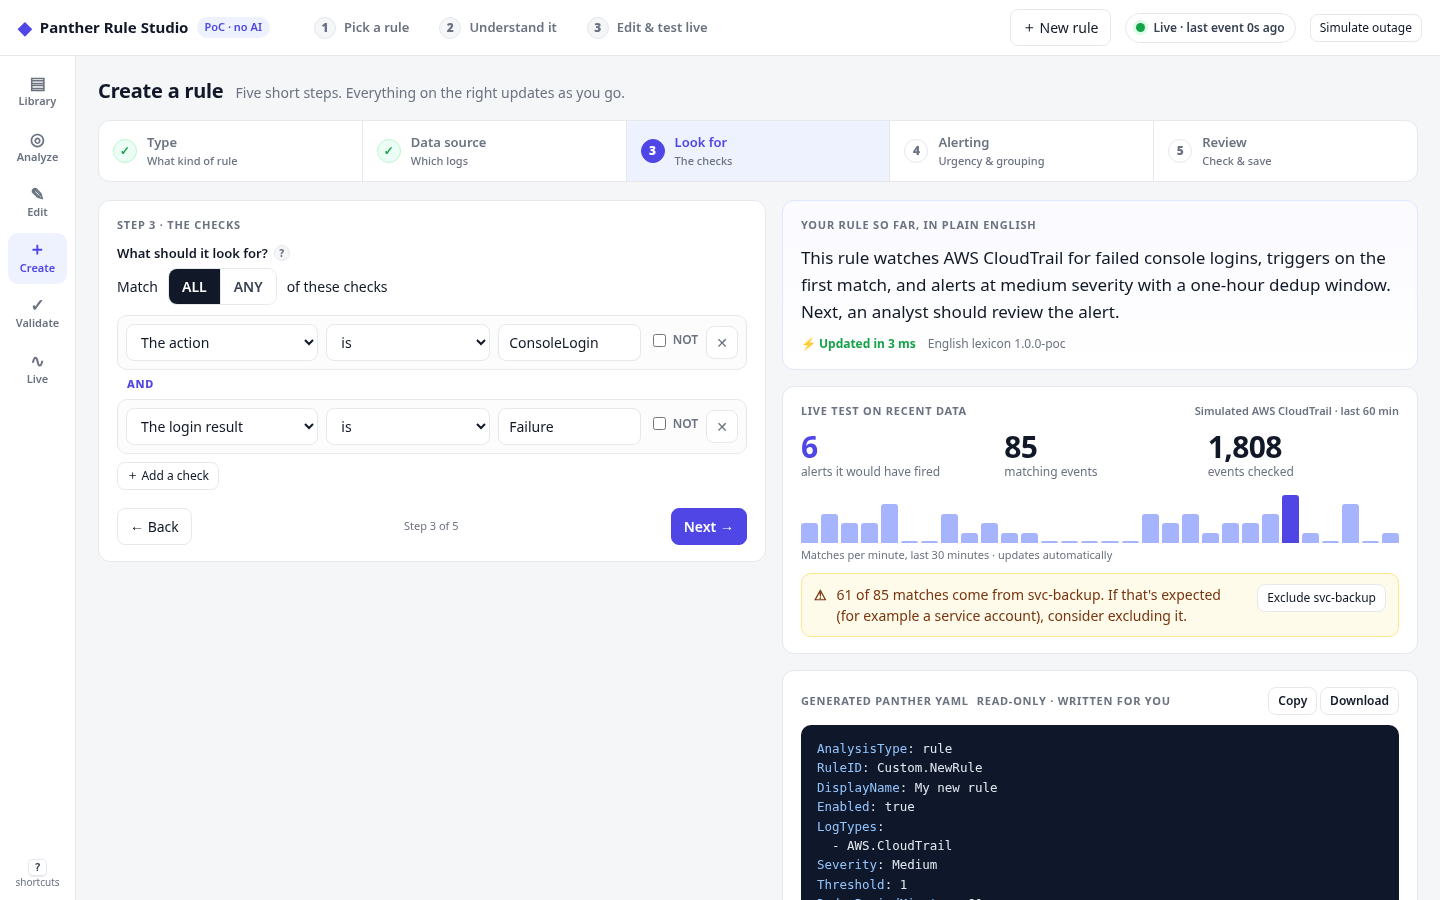 Panther Rule Studio PoC · no AI 1 Pick a rule 2 Understand it 3 Edit & test live + New rule Live · last event 0s ago Simulate outage
Library
Analyze
Edit
Create
Validate
Live
? shortcuts
Create a rule Five short steps. Everything on the right updates as you go.
✓ Type
What kind of rule
✓ Data source
Which logs
3 Look for
The checks
4 Alerting
Urgency & grouping
5 Review
Check & save
STEP 3 · THE CHECKS
What should it look for? ?
Match ALL ANY of these checks
The action is ConsoleLogin NOT ✕
AND
The login result is Failure NOT ✕
+ Add a check
← Back Step 3 of 5 Next →
YOUR RULE SO FAR, IN PLAIN ENGLISH
This rule watches AWS CloudTrail for failed console logins, triggers on the
first match, and alerts at medium severity with a one-hour dedup window.
Next, an analyst should review the alert.
⚡ Updated in 3 ms English lexicon 1.0.0-poc
LIVE TEST ON RECENT DATA Simulated AWS CloudTrail · last 60 min
6 85 1,808
alerts it would have fired matching events events checked
Matches per minute, last 30 minutes · updates automatically
⚠ 61 of 85 matches come from svc-backup. If that's expected
(for example a service account), consider excluding it.
Exclude svc-backup
GENERATED PANTHER YAML READ-ONLY · WRITTEN FOR YOU Copy Download
AnalysisType: rule
RuleID: Custom.NewRule
DisplayName: My new rule
Enabled: true
LogTypes:
- AWS.CloudTrail
Severity: Medium
Threshold: 1